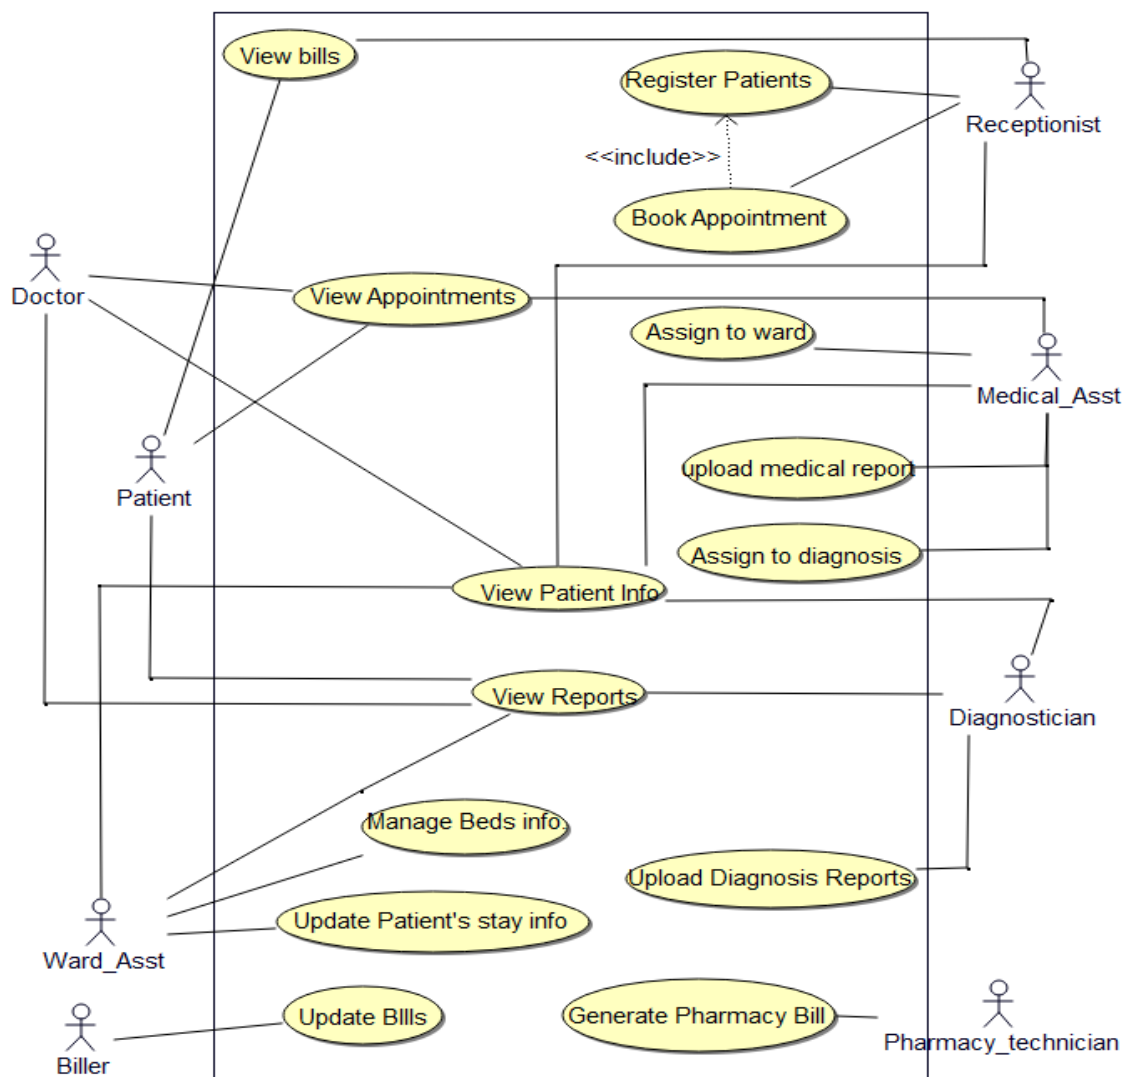 View bills
Register Patients
Receptionist
<<include>>
Book Appointment
Doctor
View Appointments
Assign to ward
Medical_Asst
upload medical report
Patient
Assign to diagnosis
View Patient Info
View Reports
Diagnostician
Manage Beds info.
Upload Diagnosis Reports
Update Patient's stay info
Ward_Asst
Update BIlls
Generate Pharmacy Bill
Pharmacy_technician
Biller